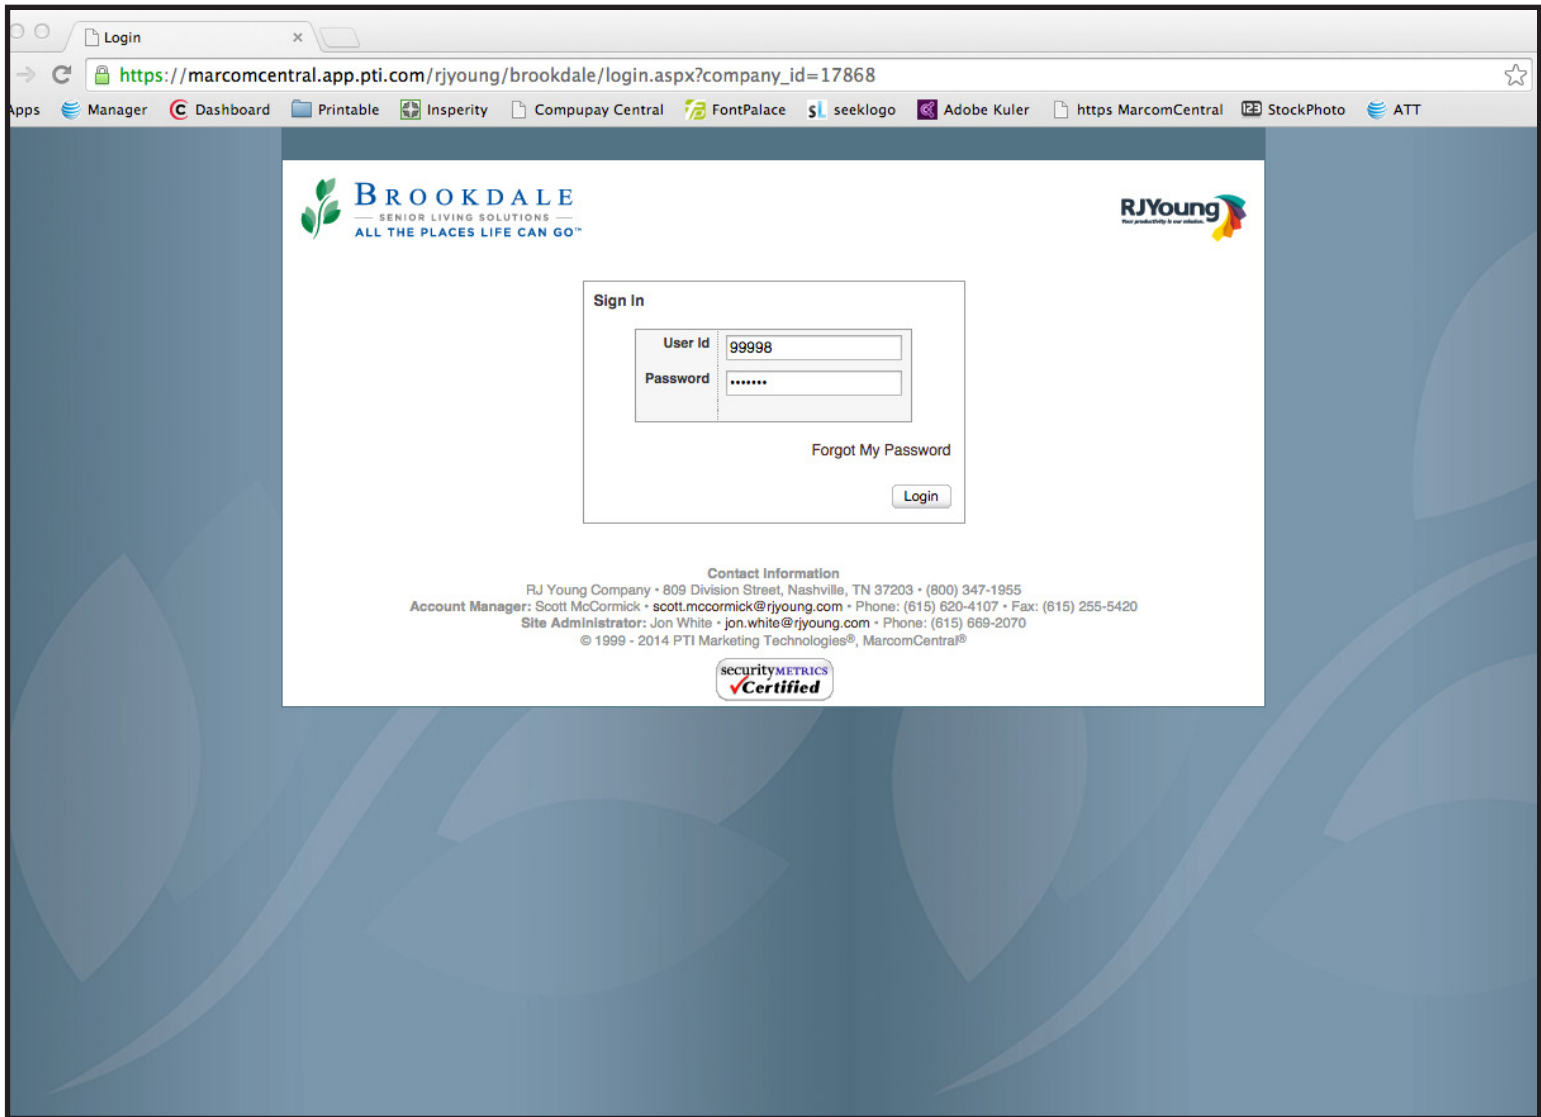 Login
https://marcomcentral.app.pti.com/rjyoung/brookdale/login.aspx?company_id=17868
Apps Manager Dashboard Printable Insperity Compupay Central FontPalace seeklogo Adobe Kuler https MarcomCentral StockPhoto ATT
BROOKDALE
SENIOR LIVING SOLUTIONS
ALL THE PLACES LIFE CAN GO™
RJYoung
Your productivity is our mission.
Sign In
User Id 99998
Password •••••••
Forgot My Password
Login
Contact Information
RJ Young Company • 809 Division Street, Nashville, TN 37203 • (800) 347-1955
Account Manager: Scott McCormick • scott.mccormick@rjyoung.com • Phone: (615) 620-4107 • Fax: (615) 255-5420
Site Administrator: Jon White • jon.white@rjyoung.com • Phone: (615) 669-2070
© 1999 - 2014 PTI Marketing Technologies®, MarcomCentral®
securityMETRICS
Certified